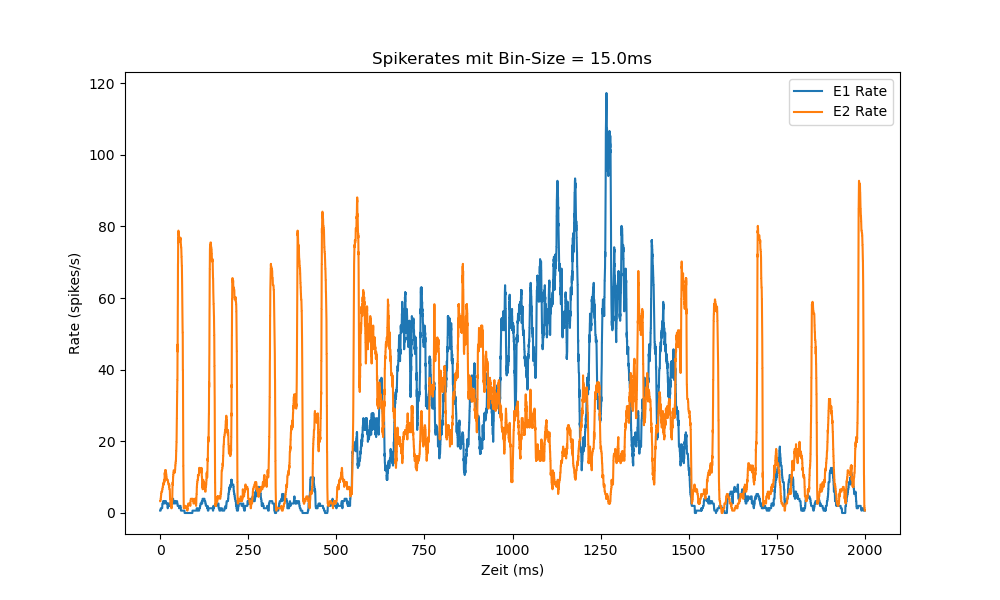 Spikerates mit Bin-Size = 15.0ms
E1 Rate
E2 Rate
120
100
80
60
40
20
0
Rate (spikes/s)
0 250 500 750 1000 1250 1500 1750 2000
Zeit (ms)